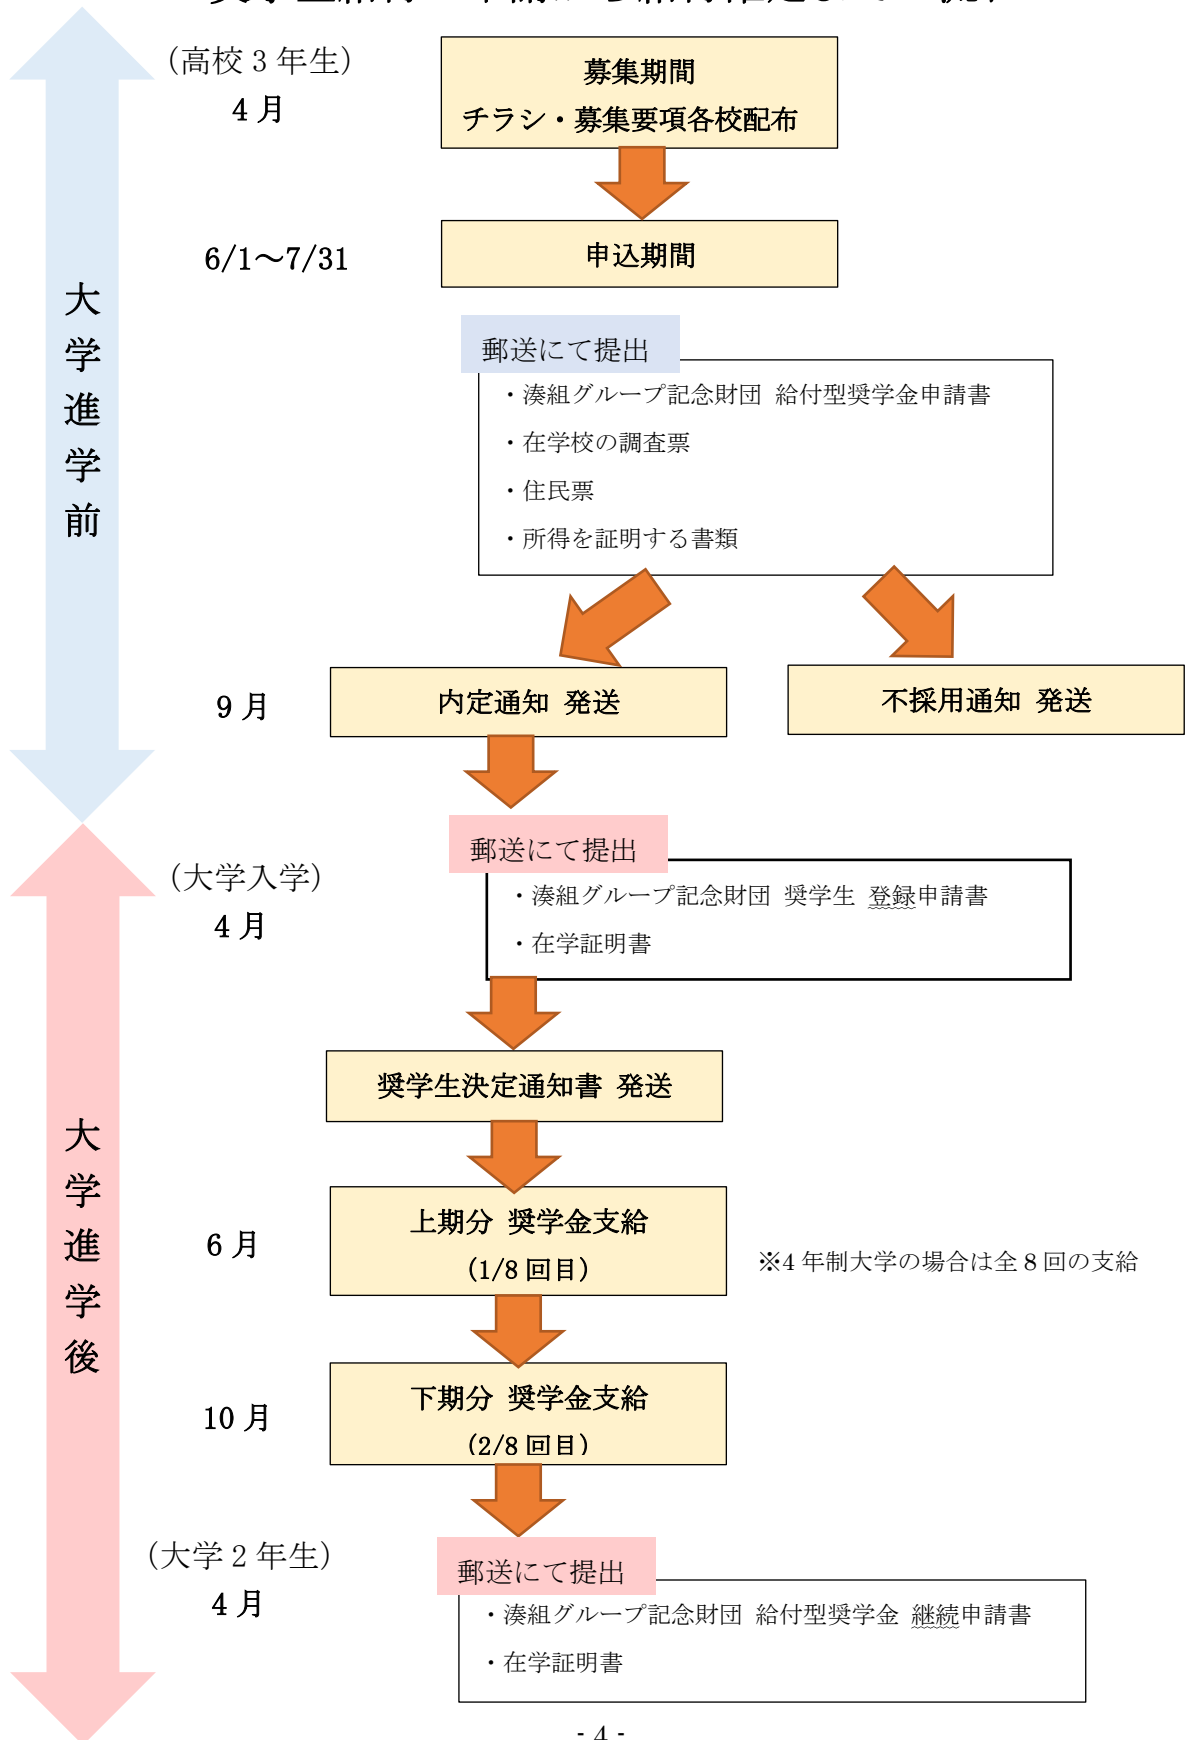 (高校 3 年生)
4 月
募集期間
チラシ・募集要項各校配布
6/1～7/31
申込期間
郵送にて提出
・湊組グループ記念財団 給付型奨学金申請書
・在学校の調査票
・住民票
・所得を証明する書類
大学進学前
9 月
内定通知 発送
不採用通知 発送
(大学入学)
4 月
郵送にて提出
・湊組グループ記念財団 奨学生 登録申請書
・在学証明書
奨学生決定通知書 発送
大学進学後
6 月
上期分 奨学金支給
(1/8 回目)
※4 年制大学の場合は全 8 回の支給
10 月
下期分 奨学金支給
(2/8 回目)
(大学 2 年生)
4 月
郵送にて提出
・湊組グループ記念財団 給付型奨学金 継続申請書
・在学証明書
- 4 -